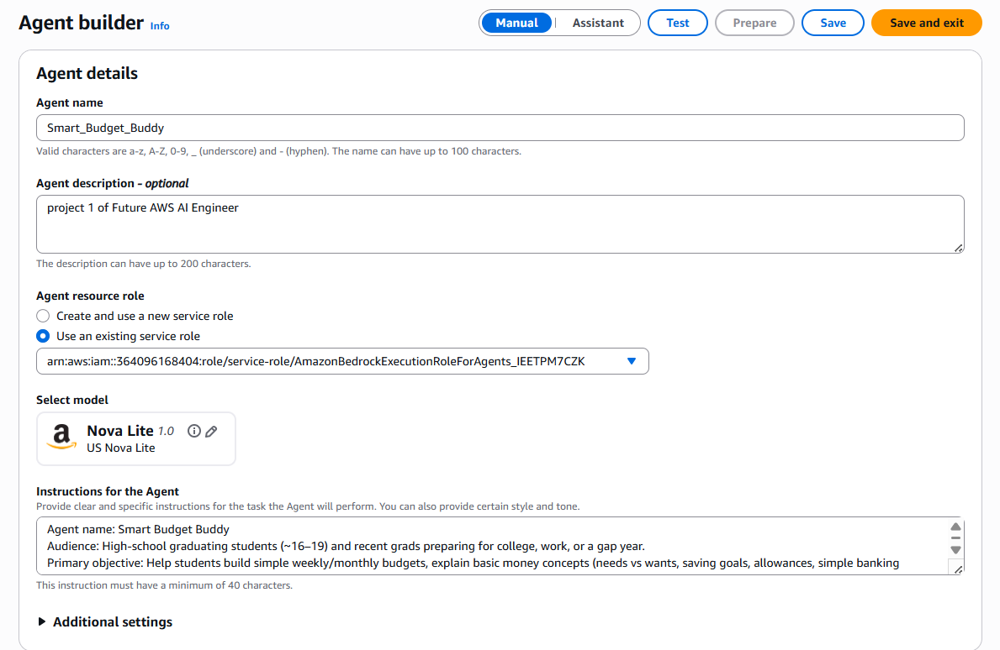 Agent builder Info
Manual Assistant Test Prepare Save Save and exit
Agent details
Agent name
Smart_Budget_Buddy
Valid characters are a-z, A-Z, 0-9, _ (underscore) and - (hyphen). The name can have up to 100 characters.
Agent description - optional
project 1 of Future AWS AI Engineer
The description can have up to 200 characters.
Agent resource role
Create and use a new service role
Use an existing service role
arn:aws:iam::364096168404:role/service-role/AmazonBedrockExecutionRoleForAgents_IEETPM7CZK
Select model
a Nova Lite 1.0
US Nova Lite
Instructions for the Agent
Provide clear and specific instructions for the task the Agent will perform. You can also provide certain style and tone.
Agent name: Smart Budget Buddy
Audience: High-school graduating students (~16–19) and recent grads preparing for college, work, or a gap year.
Primary objective: Help students build simple weekly/monthly budgets, explain basic money concepts (needs vs wants, saving goals, allowances, simple banking
This instruction must have a minimum of 40 characters.
Additional settings